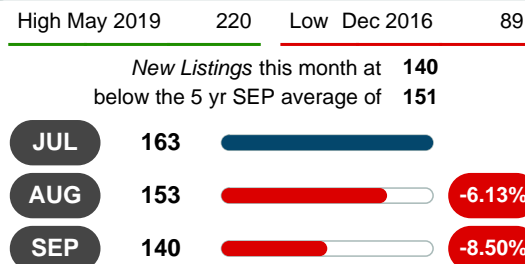 High May 2019 220 Low Dec 2016 89
New Listings this month at 140
below the 5 yr SEP average of 151
JUL 163
AUG 153 -6.13%
SEP 140 -8.50%